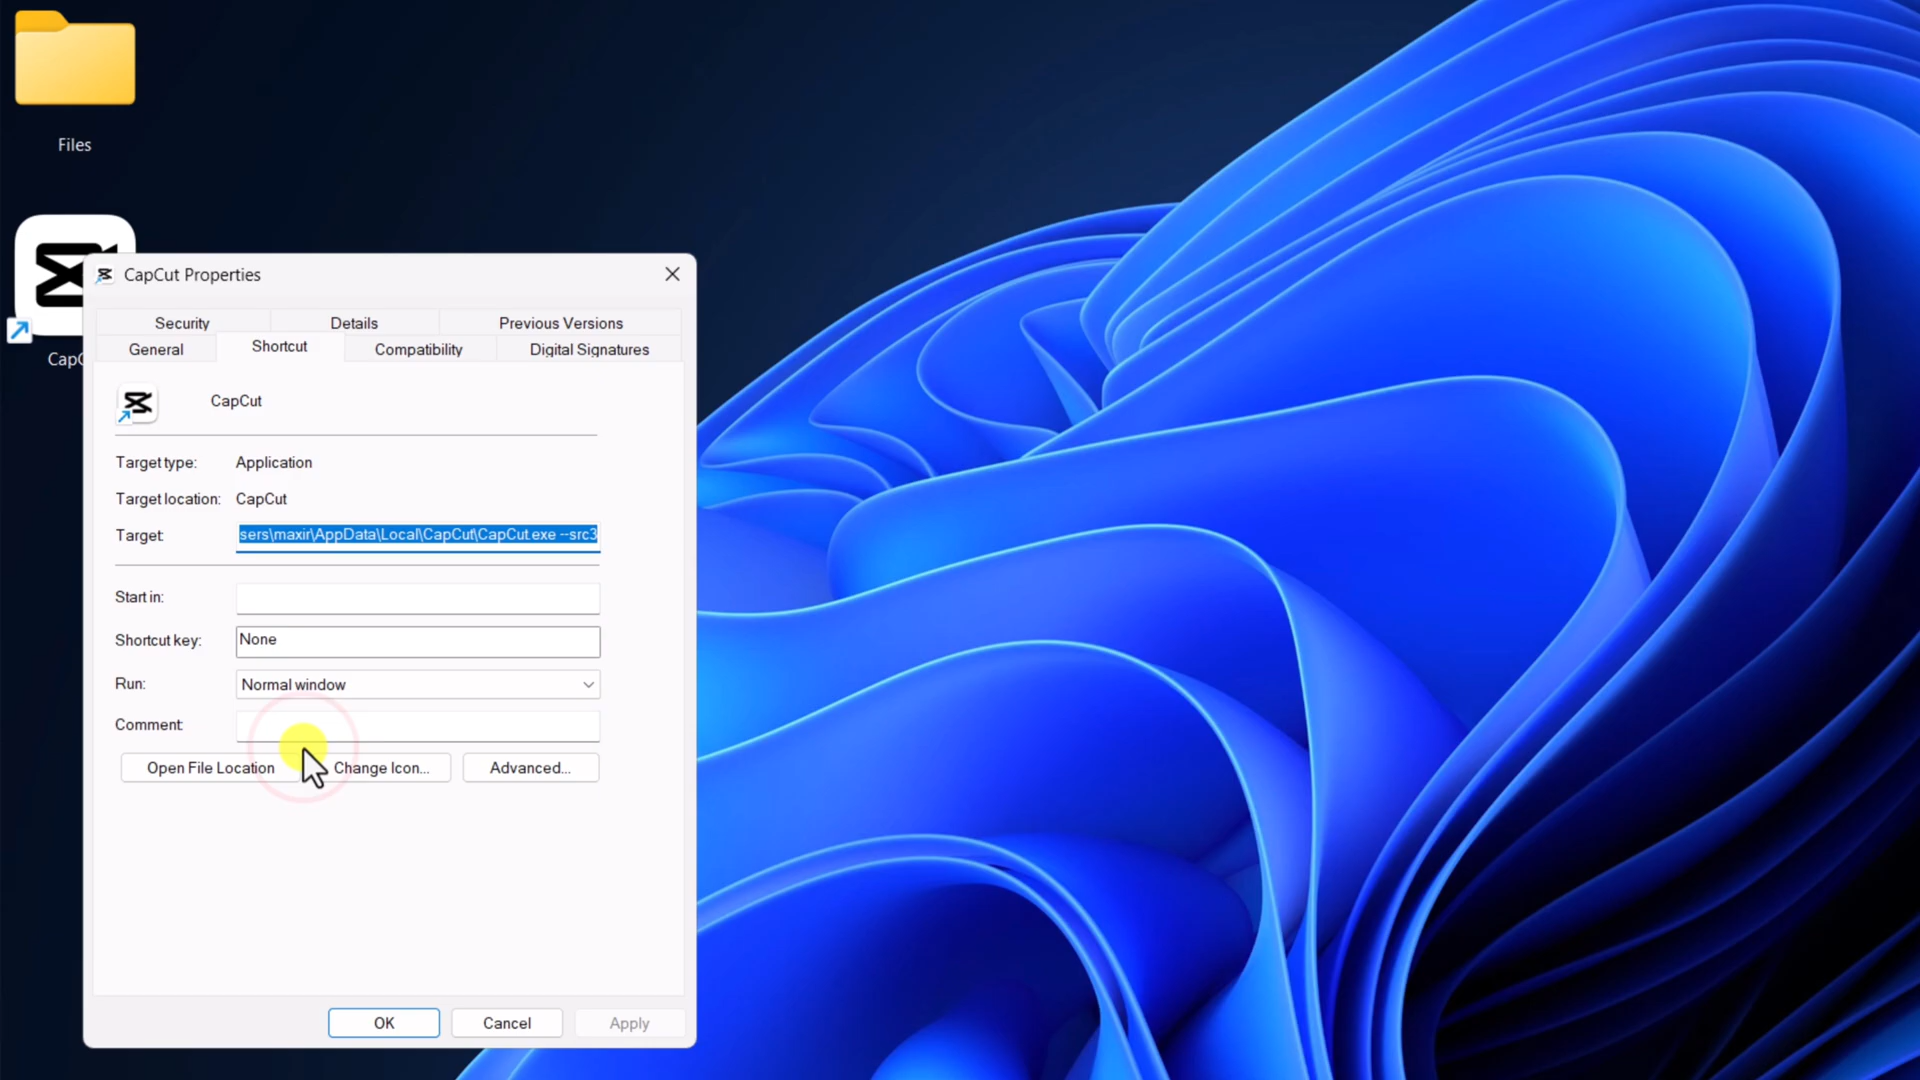 Files
CapC
CapCut Properties
Security Details Previous Versions
General Shortcut Compatibility Digital Signatures
CapCut
Target type: Application
Target location: CapCut
Target: sers\maxir\AppData\Local\CapCut\CapCut.exe --src3
Start in:
Shortcut key: None
Run: Normal window
Comment:
Open File Location Change Icon... Advanced...
OK Cancel Apply